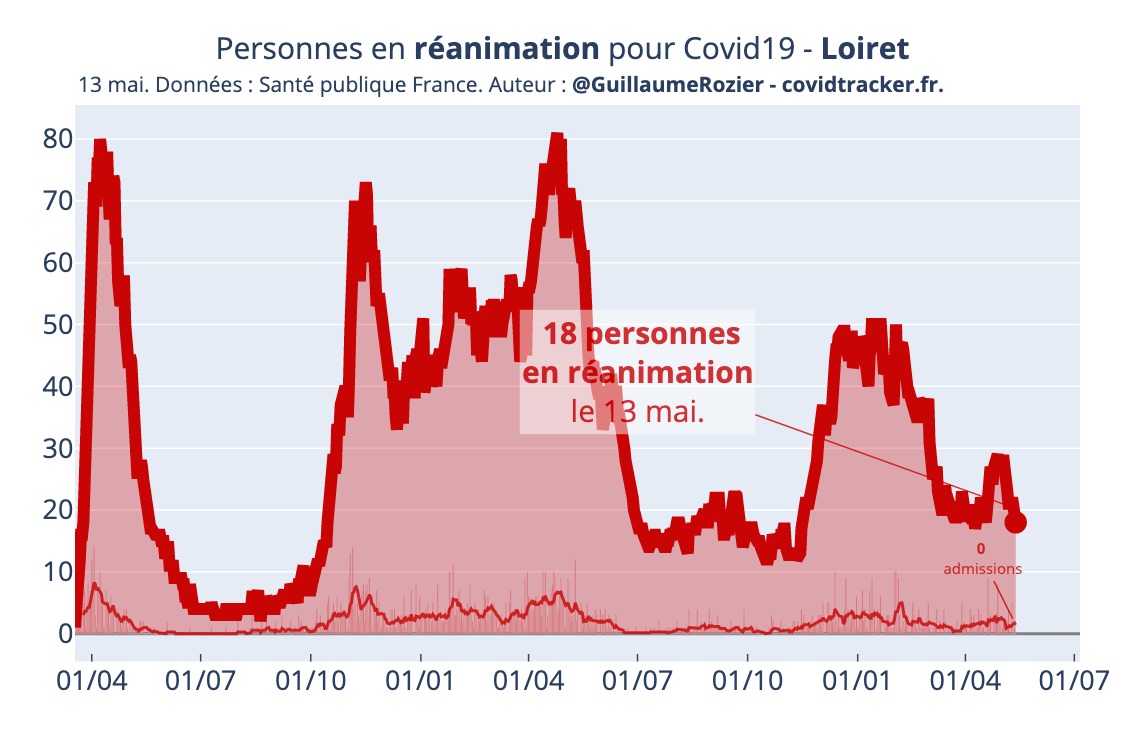 Personnes en réanimation pour Covid19 - Loiret
13 mai. Données : Santé publique France. Auteur : @GuillaumeRozier - covidtracker.fr.
80
70
60
50
40
30
20
10
0
18 personnes
en réanimation
le 13 mai.
0
admissions
01/04 01/07 01/10 01/01 01/04 01/07 01/10 01/01 01/04 01/07